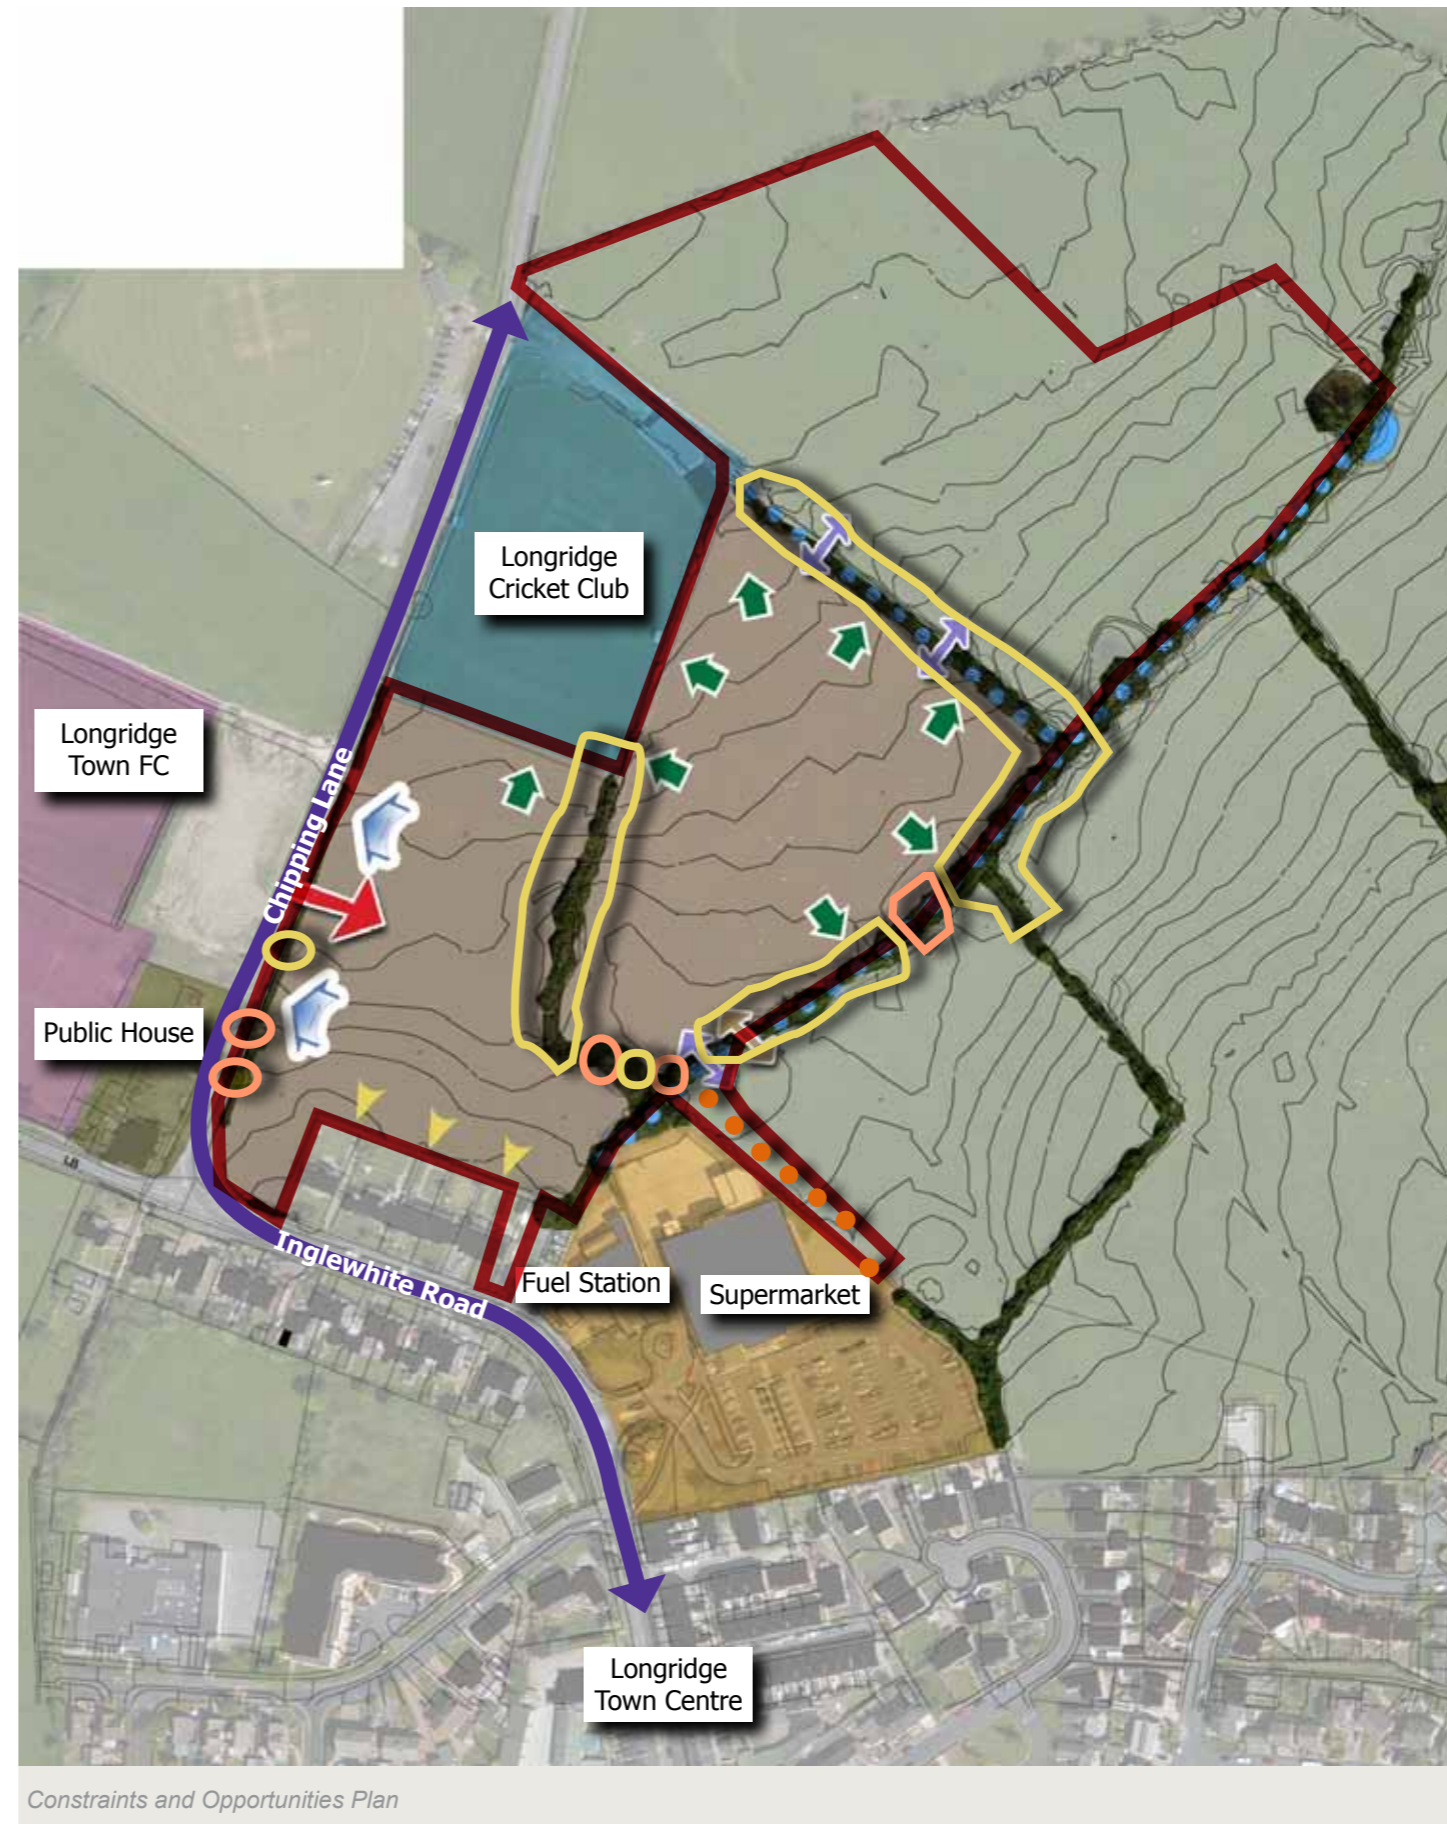 Longridge
Cricket Club
Longridge
Town FC
Chipping Lane
Public House
LB
Inglewhite Road
Fuel Station
Supermarket
Longridge
Town Centre
Constraints and Opportunities Plan